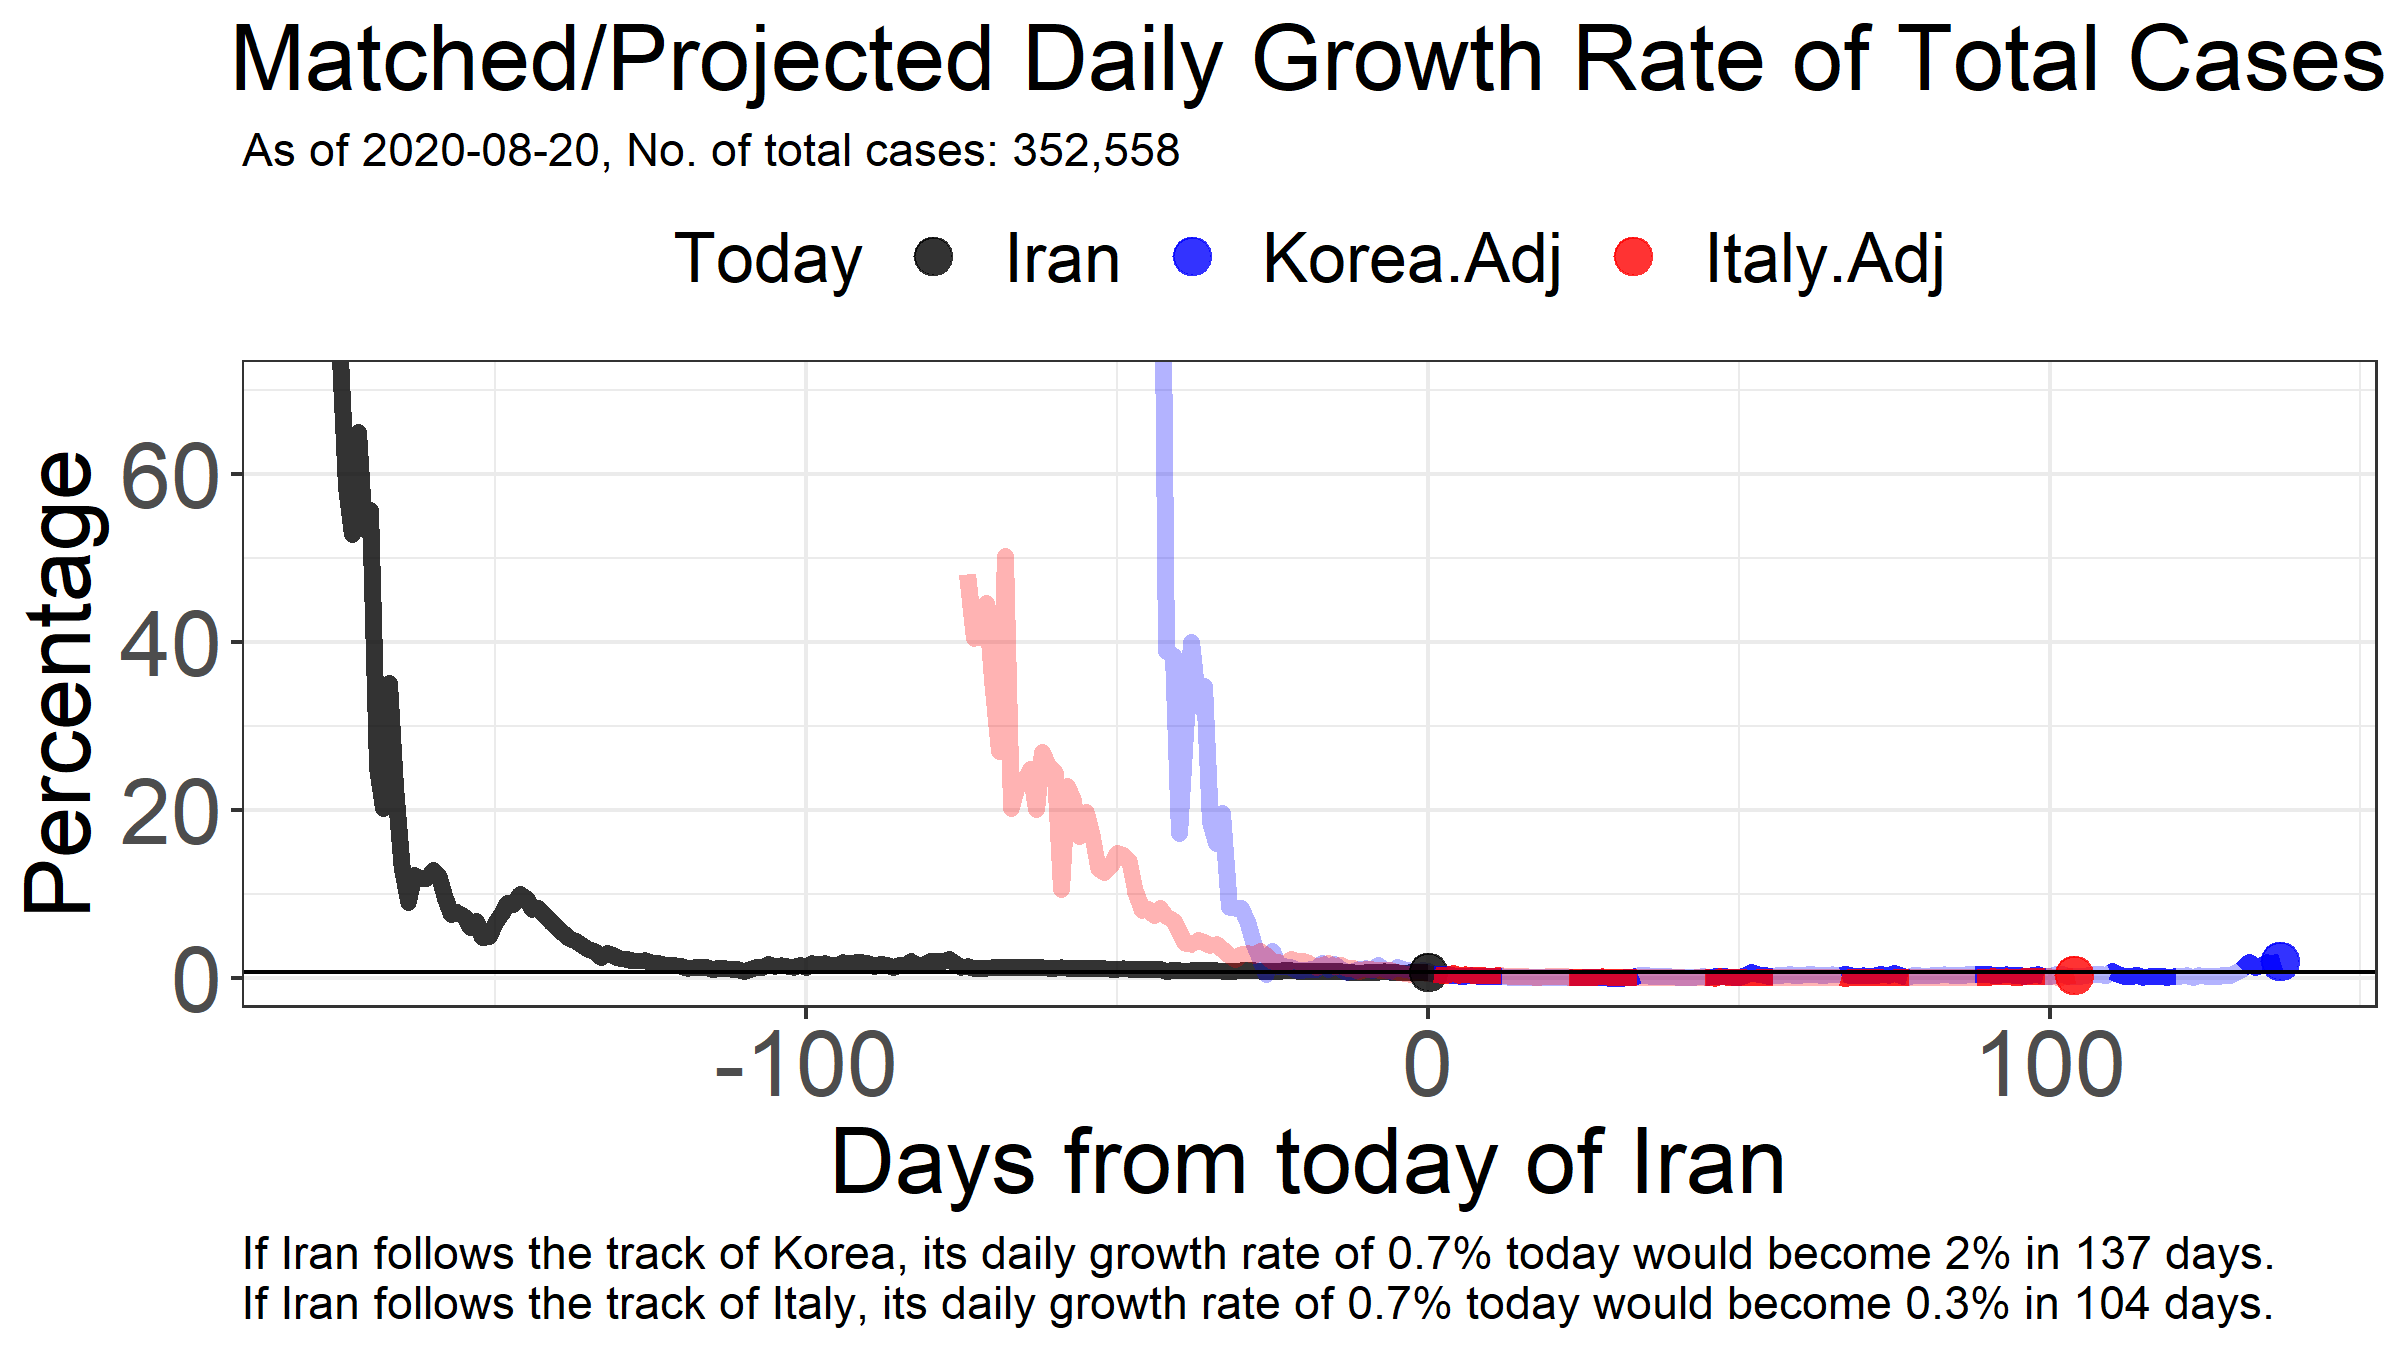 Matched/Projected Daily Growth Rate of Total Cases
As of 2020-08-20, No. of total cases: 352,558
Today Iran Korea.Adj Italy.Adj
Percentage
60
40
20
0
-100 0 100
Days from today of Iran
If Iran follows the track of Korea, its daily growth rate of 0.7% today would become 2% in 137 days.
If Iran follows the track of Italy, its daily growth rate of 0.7% today would become 0.3% in 104 days.